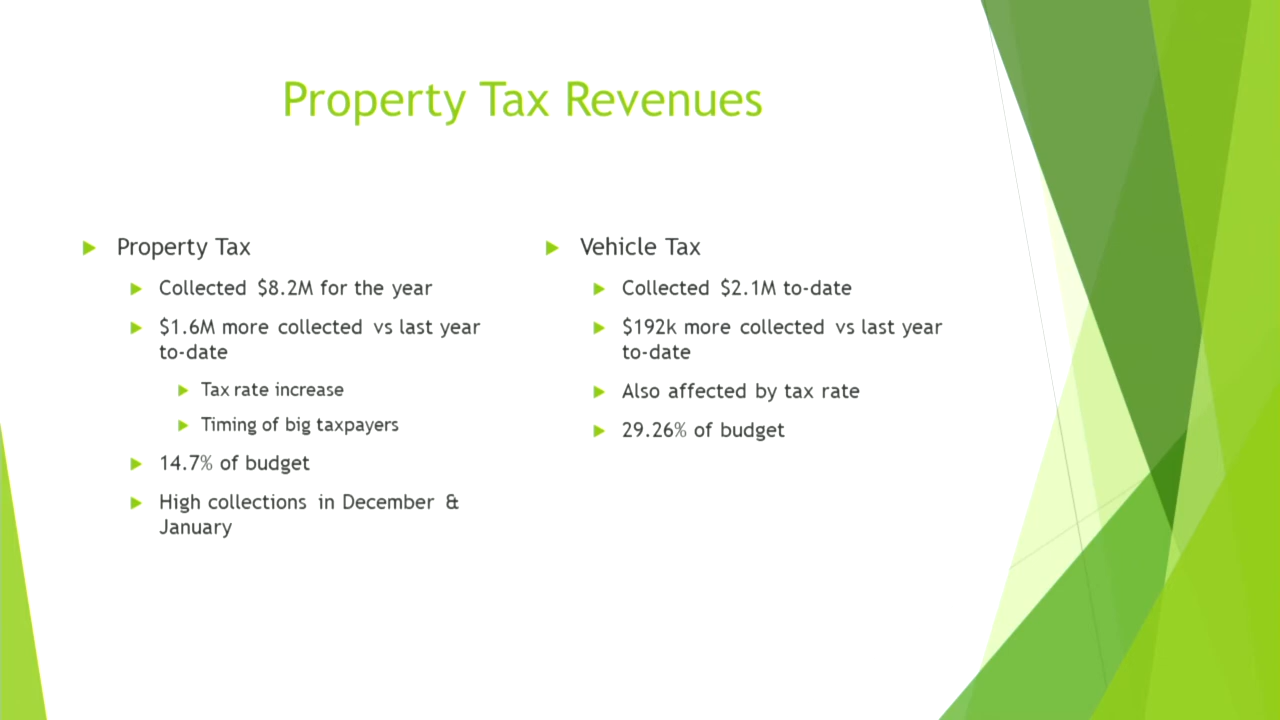 Property Tax Revenues
Property Tax
Collected $8.2M for the year
$1.6M more collected vs last year
to-date
Tax rate increase
Timing of big taxpayers
14.7% of budget
High collections in December &
January
Vehicle Tax
Collected $2.1M to-date
$192k more collected vs last year
to-date
Also affected by tax rate
29.26% of budget